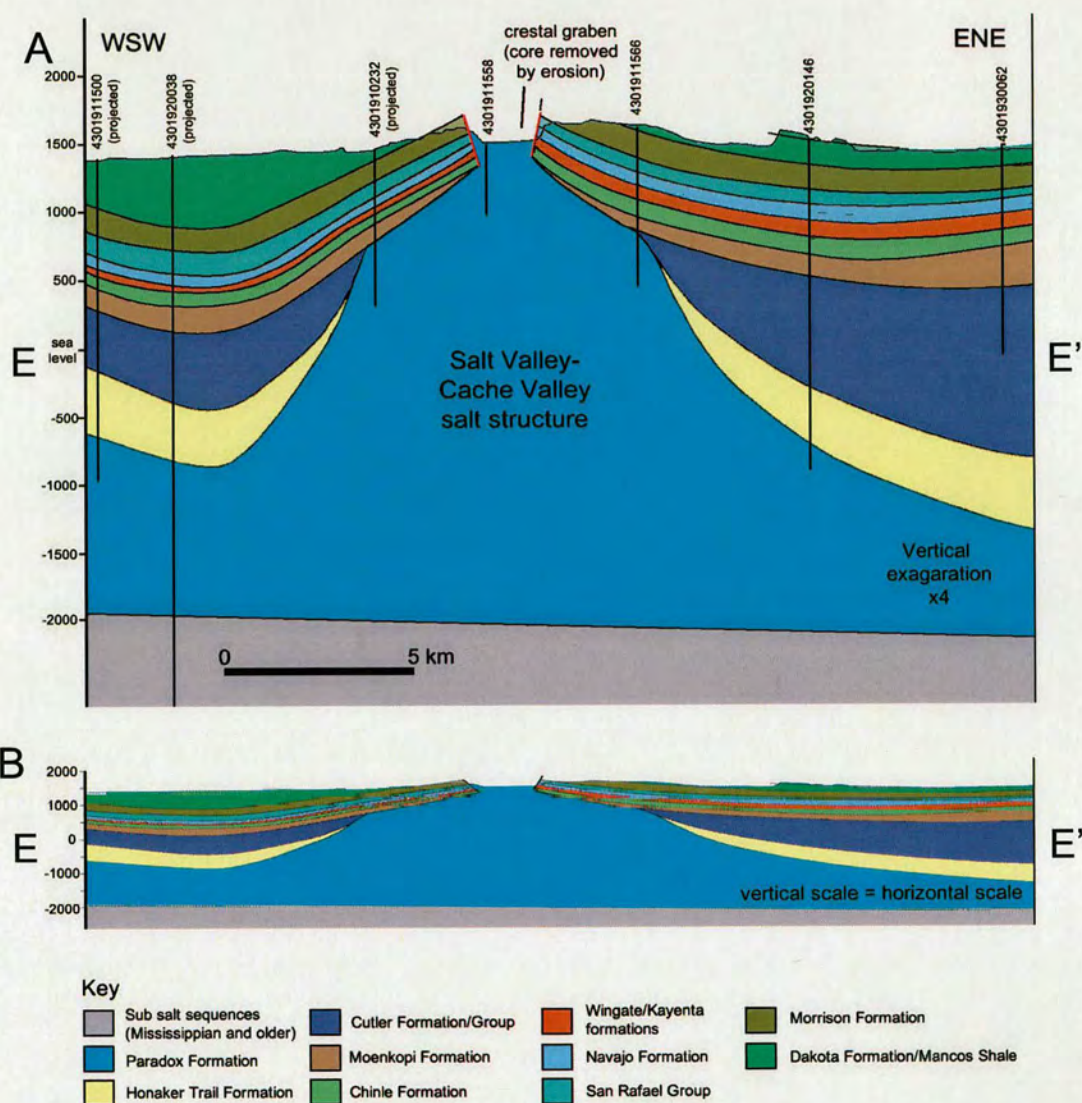 A
WSW
crestal graben
(core removed
by erosion)
ENE
4301911500
(projected)
4301920038
(projected)
4301910232
(projected)
4301911558
4301911566
4301920146
4301930062
2000
1500
1000
500
sea
level
-500
-1000
-1500
-2000
E
E'
Salt Valley-
Cache Valley
salt structure
Vertical
exagaration
x4
0 5 km
B
2000
1000
0
-1000
-2000
E
E'
vertical scale = horizontal scale
Key
Sub salt sequences
(Mississippian and older)
Paradox Formation
Honaker Trail Formation
Cutler Formation/Group
Moenkopi Formation
Chinle Formation
Wingate/Kayenta
formations
Navajo Formation
San Rafael Group
Morrison Formation
Dakota Formation/Mancos Shale